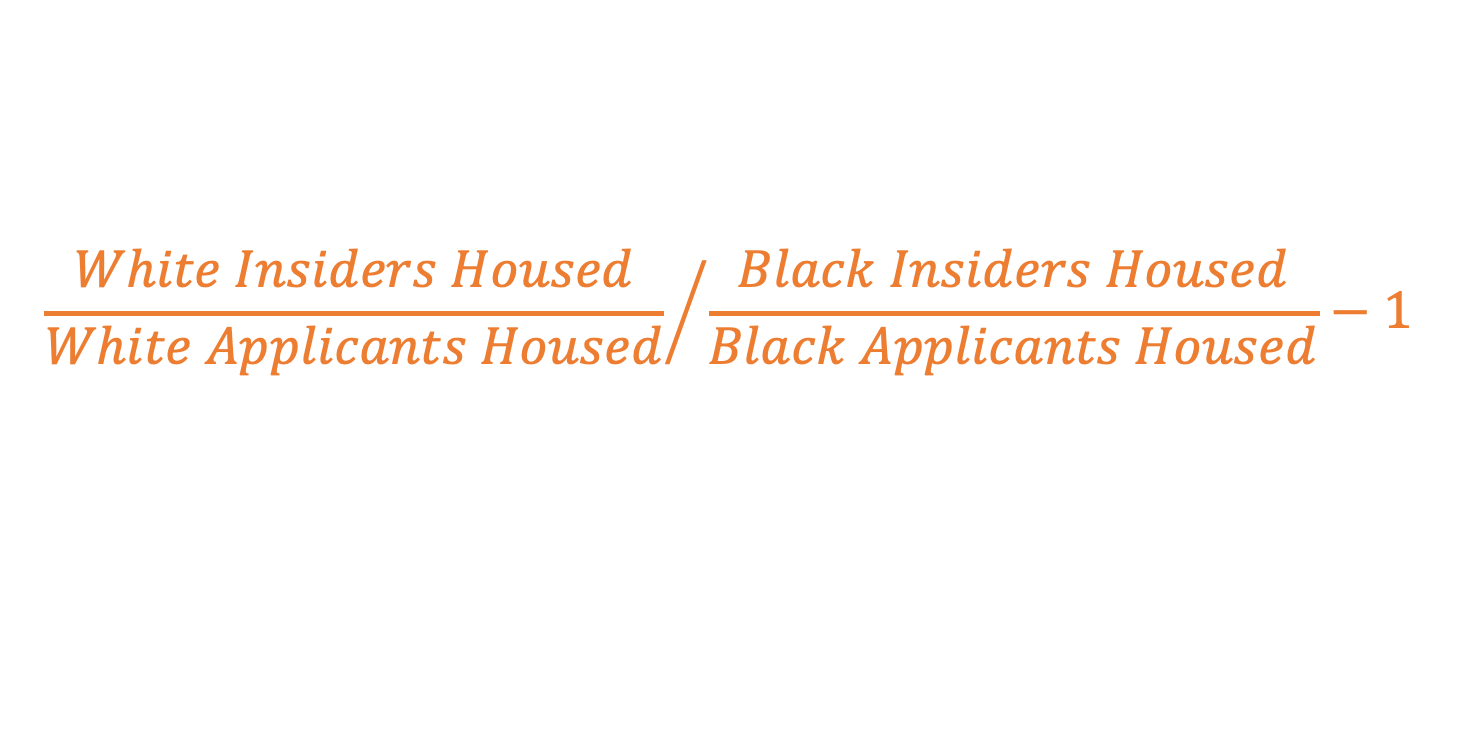 White Insiders Housed / Black Insiders Housed − 1
White Applicants Housed Black Applicants Housed